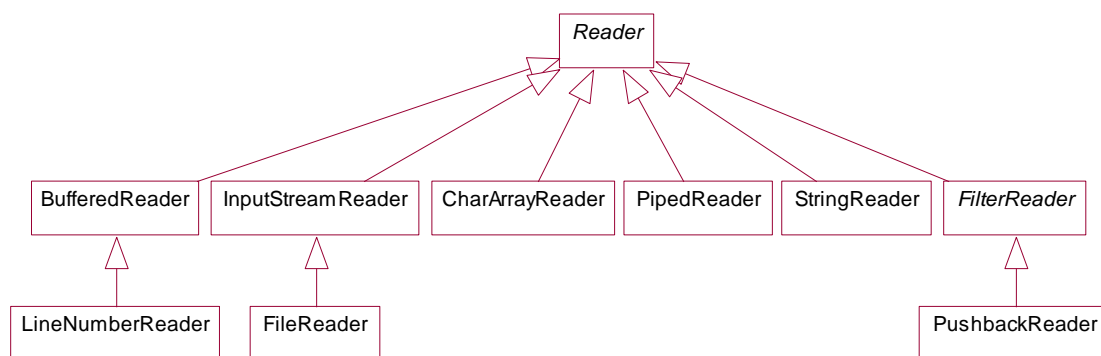 Reader
BufferedReader
InputStreamReader
CharArrayReader
PipedReader
StringReader
FilterReader
LineNumberReader
FileReader
PushbackReader